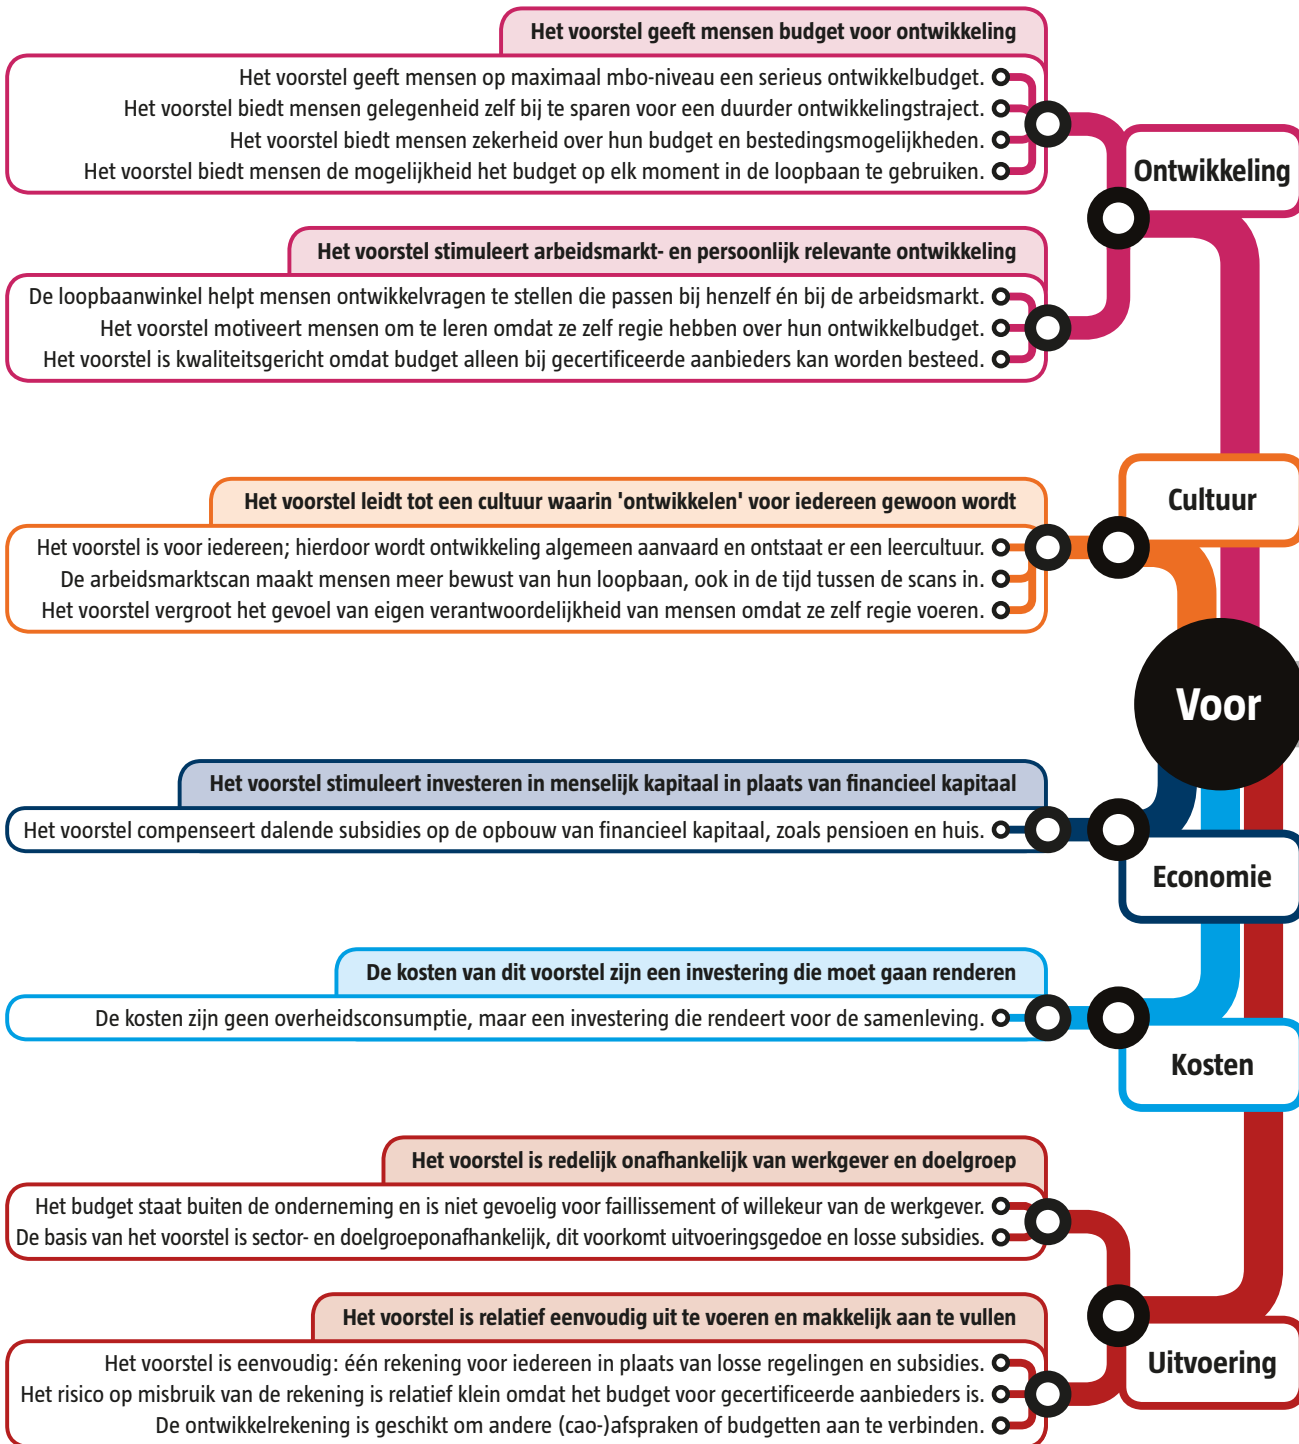 Het voorstel geeft mensen budget voor ontwikkeling
Het voorstel geeft mensen op maximaal mbo-niveau een serieus ontwikkelbudget.
Het voorstel biedt mensen gelegenheid zelf bij te sparen voor een duurder ontwikkelingstraject.
Het voorstel biedt mensen zekerheid over hun budget en bestedingsmogelijkheden.
Het voorstel biedt mensen de mogelijkheid het budget op elk moment in de loopbaan te gebruiken.
Ontwikkeling
Het voorstel stimuleert arbeidsmarkt- en persoonlijk relevante ontwikkeling
De loopbaanwinkel helpt mensen ontwikkelvragen te stellen die passen bij henzelf én bij de arbeidsmarkt.
Het voorstel motiveert mensen om te leren omdat ze zelf regie hebben over hun ontwikkelbudget.
Het voorstel is kwaliteitsgericht omdat budget alleen bij gecertificeerde aanbieders kan worden besteed.
Cultuur
Het voorstel leidt tot een cultuur waarin 'ontwikkelen' voor iedereen gewoon wordt
Het voorstel is voor iedereen; hierdoor wordt ontwikkeling algemeen aanvaard en ontstaat er een leercultuur.
De arbeidsmarktscan maakt mensen meer bewust van hun loopbaan, ook in de tijd tussen de scans in.
Het voorstel vergroot het gevoel van eigen verantwoordelijkheid van mensen omdat ze zelf regie voeren.
Voor
Het voorstel stimuleert investeren in menselijk kapitaal in plaats van financieel kapitaal
Het voorstel compenseert dalende subsidies op de opbouw van financieel kapitaal, zoals pensioen en huis.
Economie
De kosten van dit voorstel zijn een investering die moet gaan renderen
De kosten zijn geen overheidsconsumptie, maar een investering die rendeert voor de samenleving.
Kosten
Het voorstel is redelijk onafhankelijk van werkgever en doelgroep
Het budget staat buiten de onderneming en is niet gevoelig voor faillissement of willekeur van de werkgever.
De basis van het voorstel is sector- en doelgroeponafhankelijk, dit voorkomt uitvoeringsgedoe en losse subsidies.
Het voorstel is relatief eenvoudig uit te voeren en makkelijk aan te vullen
Het voorstel is eenvoudig: één rekening voor iedereen in plaats van losse regelingen en subsidies.
Het risico op misbruik van de rekening is relatief klein omdat het budget voor gecertificeerde aanbieders is.
De ontwikkelrekening is geschikt om andere (cao-)afspraken of budgetten aan te verbinden.
Uitvoering